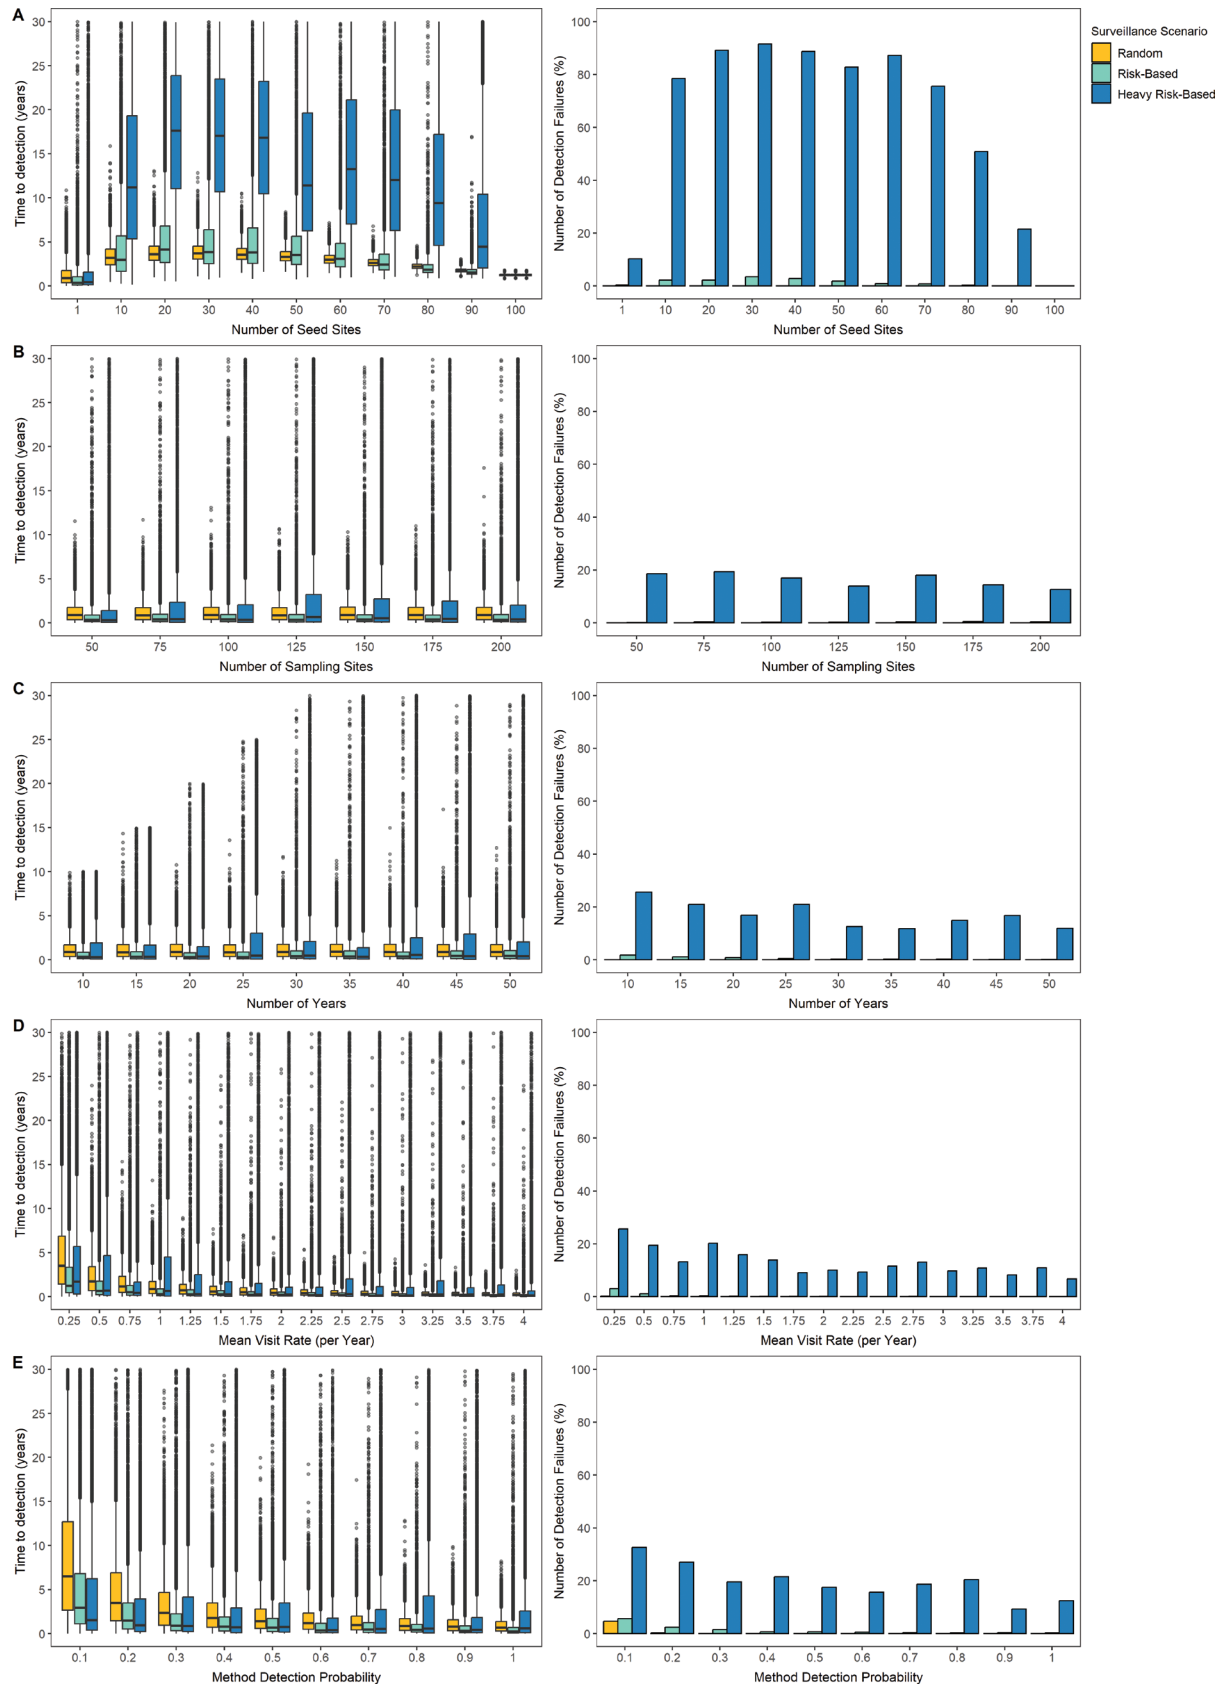 A
Time to detection (years)
30
25
20
15
10
5
0
1 10 20 30 40 50 60 70 80 90 100
Number of Seed Sites
Number of Detection Failures (%)
100
80
60
40
20
0
1 10 20 30 40 50 60 70 80 90 100
Number of Seed Sites
Surveillance Scenario
Random
Risk-Based
Heavy Risk-Based
B
Time to detection (years)
30
25
20
15
10
5
0
50 75 100 125 150 175 200
Number of Sampling Sites
Number of Detection Failures (%)
100
80
60
40
20
0
50 75 100 125 150 175 200
Number of Sampling Sites
C
Time to detection (years)
30
25
20
15
10
5
0
10 15 20 25 30 35 40 45 50
Number of Years
Number of Detection Failures (%)
100
80
60
40
20
0
10 15 20 25 30 35 40 45 50
Number of Years
D
Time to detection (years)
30
25
20
15
10
5
0
0.25 0.5 0.75 1 1.25 1.5 1.75 2 2.25 2.5 2.75 3 3.25 3.5 3.75 4
Mean Visit Rate (per Year)
Number of Detection Failures (%)
100
80
60
40
20
0
0.25 0.5 0.75 1 1.25 1.5 1.75 2 2.25 2.5 2.75 3 3.25 3.5 3.75 4
Mean Visit Rate (per Year)
E
Time to detection (years)
30
25
20
15
10
5
0
0.1 0.2 0.3 0.4 0.5 0.6 0.7 0.8 0.9 1
Method Detection Probability
Number of Detection Failures (%)
100
80
60
40
20
0
0.1 0.2 0.3 0.4 0.5 0.6 0.7 0.8 0.9 1
Method Detection Probability